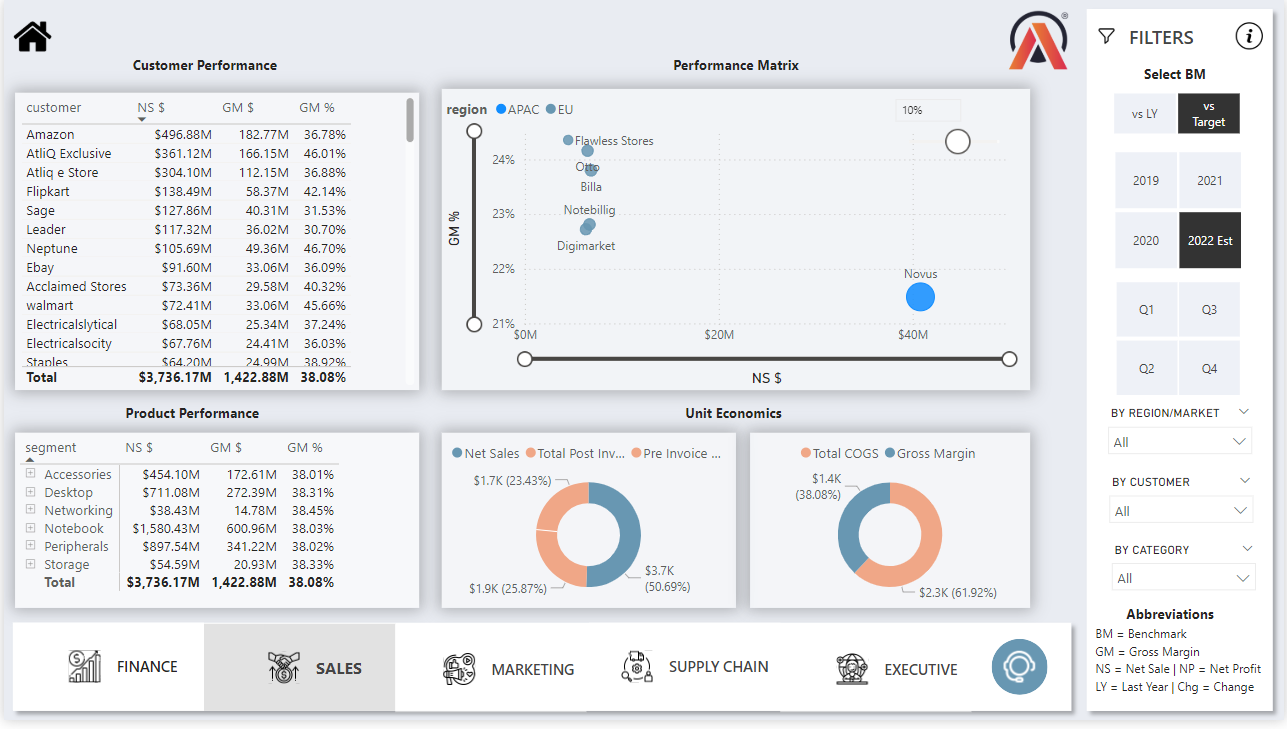 Customer Performance
customer NS $ GM $ GM %
Amazon $496.88M 182.77M 36.78%
AtliQ Exclusive $361.12M 166.15M 46.01%
Atliq e Store $304.10M 112.15M 36.88%
Flipkart $138.49M 58.37M 42.14%
Sage $127.86M 40.31M 31.53%
Leader $117.32M 36.02M 30.70%
Neptune $105.69M 49.36M 46.70%
Ebay $91.60M 33.06M 36.09%
Acclaimed Stores $73.36M 29.58M 40.32%
walmart $72.41M 33.06M 45.66%
Electricalslytical $68.05M 25.34M 37.24%
Electricalsocity $67.76M 24.41M 36.03%
Staples $64.20M 24.99M 38.92%
Total $3,736.17M 1,422.88M 38.08%
Performance Matrix
region APAC EU
10%
GM %
24%
23%
22%
21%
Flawless Stores
Otto
Billa
Notebillig
Digimarket
Novus
$0M $20M $40M
NS $
Product Performance
segment NS $ GM $ GM %
Accessories $454.10M 172.61M 38.01%
Desktop $711.08M 272.39M 38.31%
Networking $38.43M 14.78M 38.45%
Notebook $1,580.43M 600.96M 38.03%
Peripherals $897.54M 341.22M 38.02%
Storage $54.59M 20.93M 38.33%
Total $3,736.17M 1,422.88M 38.08%
Unit Economics
Net Sales Total Post Inv... Pre Invoice ...
$1.7K (23.43%)
$1.9K (25.87%)
$3.7K
(50.69%)
Total COGS Gross Margin
$1.4K
(38.08%)
$2.3K (61.92%)
FINANCE
SALES
MARKETING
SUPPLY CHAIN
EXECUTIVE
®
FILTERS
i
Select BM
vs LY
vs
Target
2019 2021
2020 2022 Est
Q1 Q3
Q2 Q4
BY REGION/MARKET
All
BY CUSTOMER
All
BY CATEGORY
All
Abbreviations
BM = Benchmark
GM = Gross Margin
NS = Net Sale | NP = Net Profit
LY = Last Year | Chg = Change